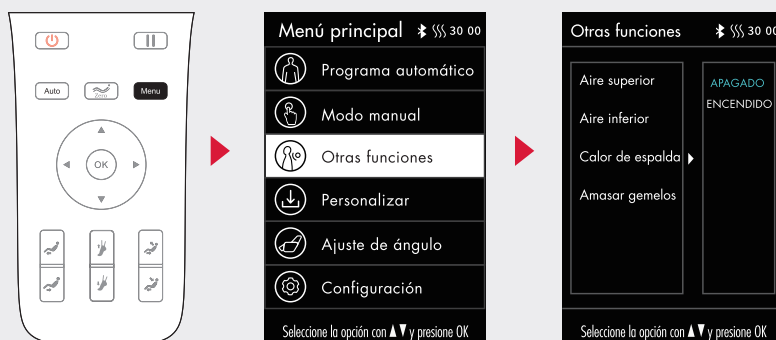 Auto
Zero
Menu
OK
Menú principal 30 00
Programa automático
Modo manual
Otras funciones
Personalizar
Ajuste de ángulo
Configuración
Seleccione la opción con ▲▼ y presione OK
Otras funciones 30 00
Aire superior
Aire inferior
Calor de espalda
Amasar gemelos
APAGADO
ENCENDIDO
Seleccione la opción con ▲▼ y presione OK